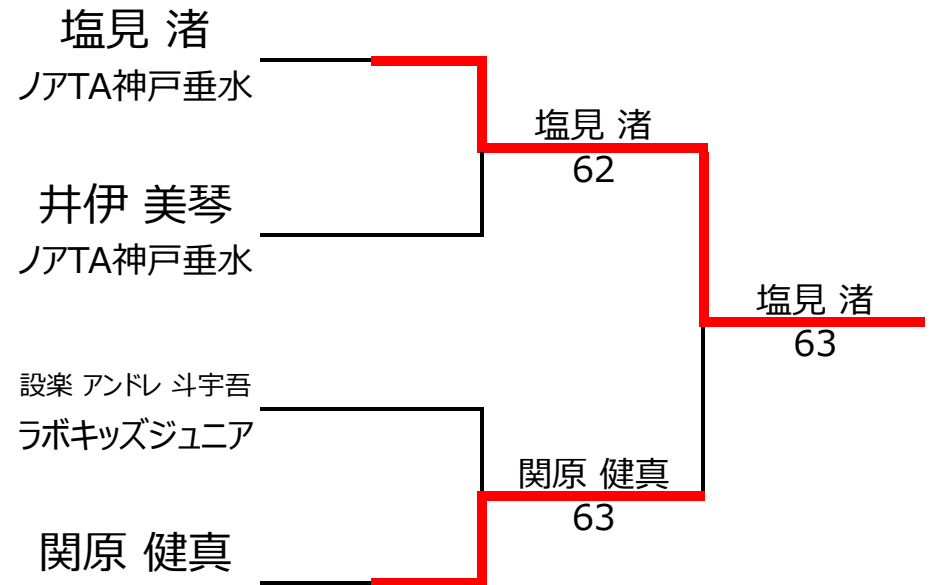 塩見 渚
ノアTA神戸垂水
塩見 渚
62
井伊 美琴
ノアTA神戸垂水
塩見 渚
63
設楽 アンドレ 斗宇吾
ラボキッズジュニア
関原 健真
63
関原 健真